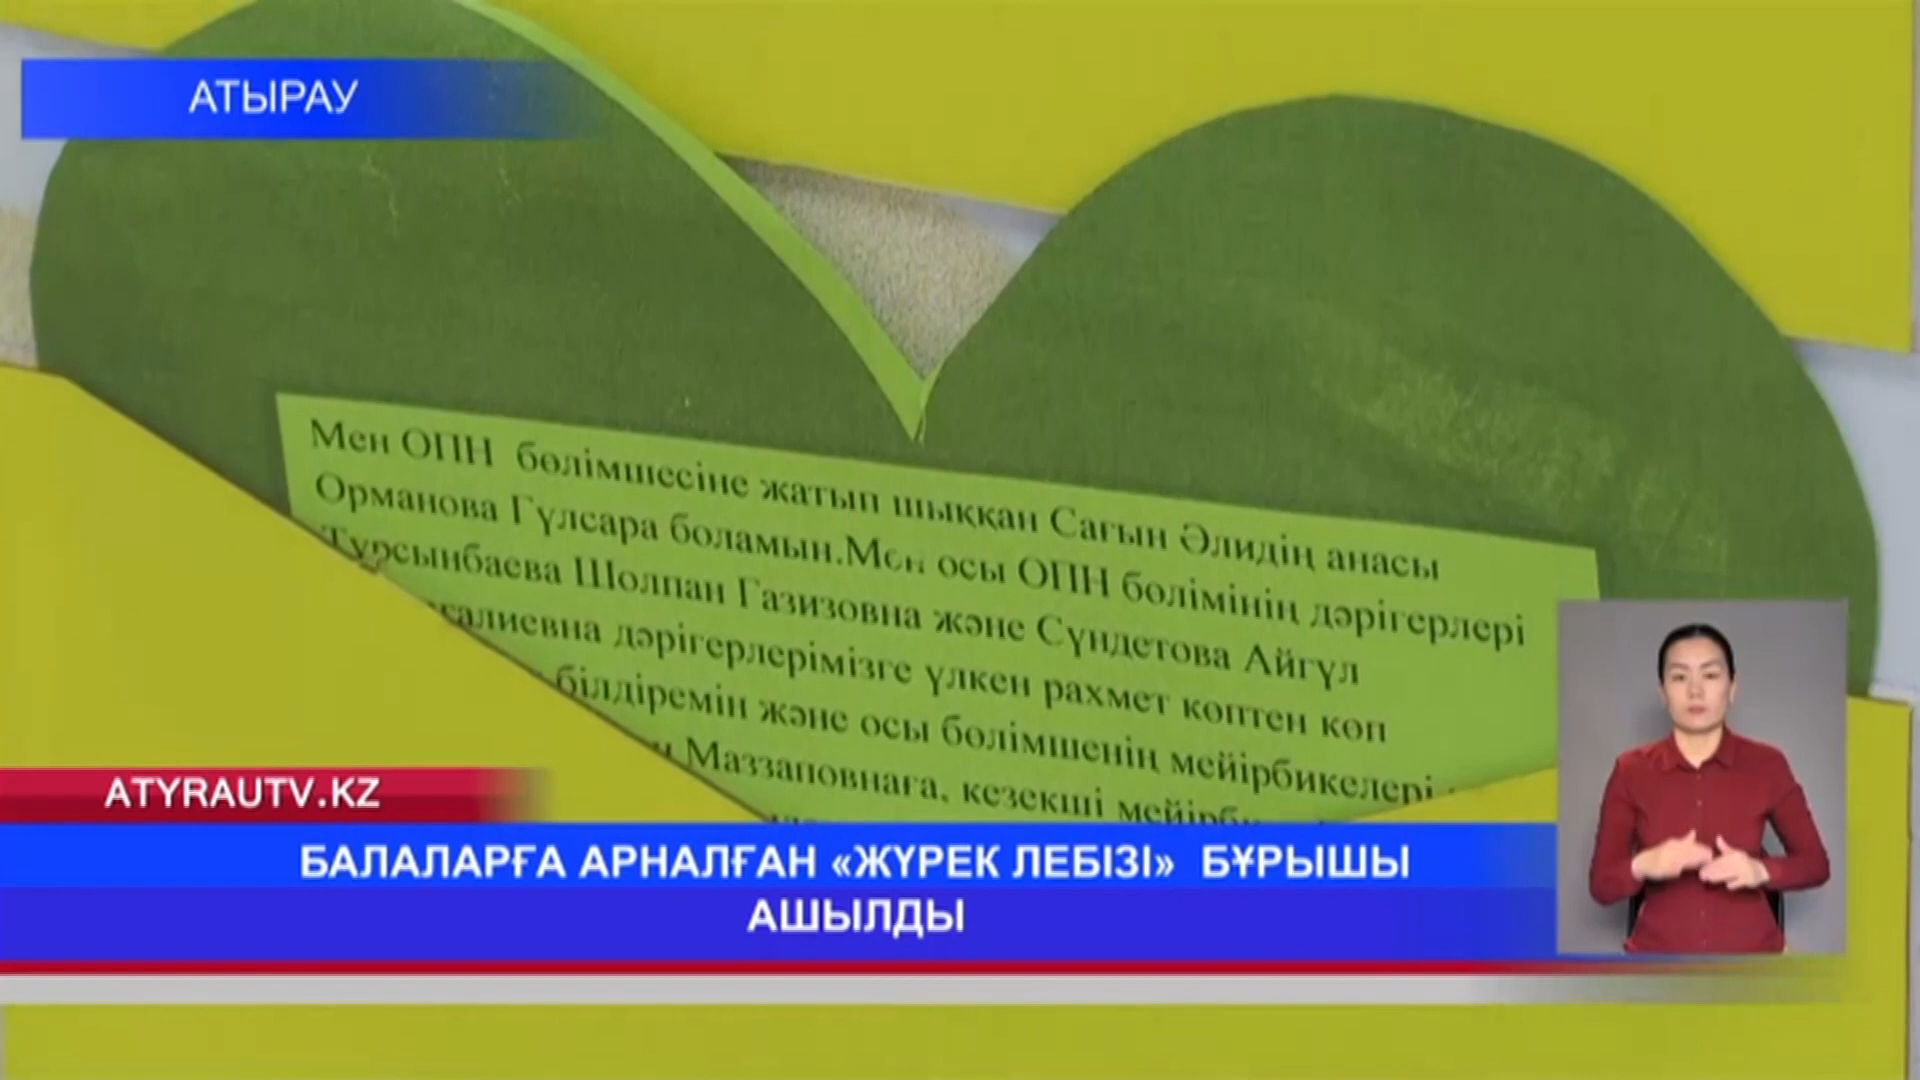 АТЫРАУ
Мен ОПН бөлімшесіне жатып шыққан Сағын Әлидің анасы
Орманова Гүлсара боламын.Мен осы ОПН бөлімінің дәрігерлері
Тұрсынбаева Шолпан Газизовна және Сүндетова Айгүл
галиевна дәрігерлерімізге үлкен рахмет көптен көп
білдіремін және осы бөлімшенің мейірбикелері
Маззаповнаға, кезекші
ATYRAUTV.KZ
БАЛАЛАРҒА АРНАЛҒАН «ЖҮРЕК ЛЕБІЗІ» БҰРЫШЫ
АШЫЛДЫ